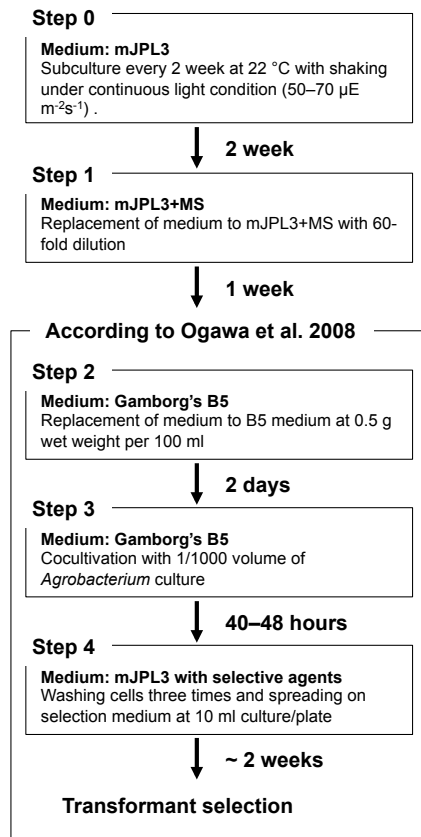 Step 0
Medium: mJPL3
Subculture every 2 week at 22 °C with shaking
under continuous light condition (50–70 µE
m⁻²s⁻¹) .
2 week
Step 1
Medium: mJPL3+MS
Replacement of medium to mJPL3+MS with 60-
fold dilution
1 week
According to Ogawa et al. 2008
Step 2
Medium: Gamborg's B5
Replacement of medium to B5 medium at 0.5 g
wet weight per 100 ml
2 days
Step 3
Medium: Gamborg's B5
Cocultivation with 1/1000 volume of
Agrobacterium culture
40–48 hours
Step 4
Medium: mJPL3 with selective agents
Washing cells three times and spreading on
selection medium at 10 ml culture/plate
~ 2 weeks
Transformant selection